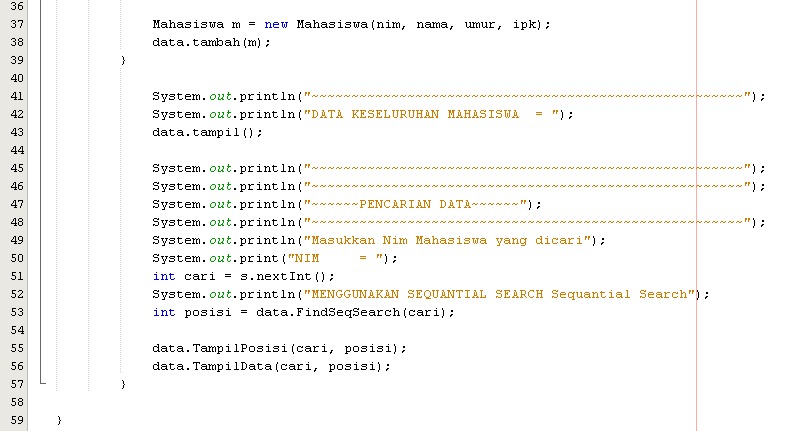 36
37 Mahasiswa m = new Mahasiswa(nim, nama, umur, ipk);
38 data.tambah(m);
39 }
40
41 System.out.println("~~~~~~~~~~~~~~~~~~~~~~~~~~~~~~~~~~~~~~~~~~~~~~~~~~~~~~");
42 System.out.println("DATA KESELURUHAN MAHASISWA  = ");
43 data.tampil();
44
45 System.out.println("~~~~~~~~~~~~~~~~~~~~~~~~~~~~~~~~~~~~~~~~~~~~~~~~~~~~~~");
46 System.out.println("~~~~~~~~~~~~~~~~~~~~~~~~~~~~~~~~~~~~~~~~~~~~~~~~~~~~~~");
47 System.out.println("~~~~~~PENCARIAN DATA~~~~~~");
48 System.out.println("~~~~~~~~~~~~~~~~~~~~~~~~~~~~~~~~~~~~~~~~~~~~~~~~~~~~~~");
49 System.out.println("Masukkan Nim Mahasiswa yang dicari");
50 System.out.print ("NIM     = ");
51 int cari = s.nextInt();
52 System.out.println("MENGGUNAKAN SEQUANTIAL SEARCH Sequantial Search");
53 int posisi = data.FindSeqSearch(cari);
54
55 data.TampilPosisi(cari, posisi);
56 data.TampilData(cari, posisi);
57 }
58
59 }